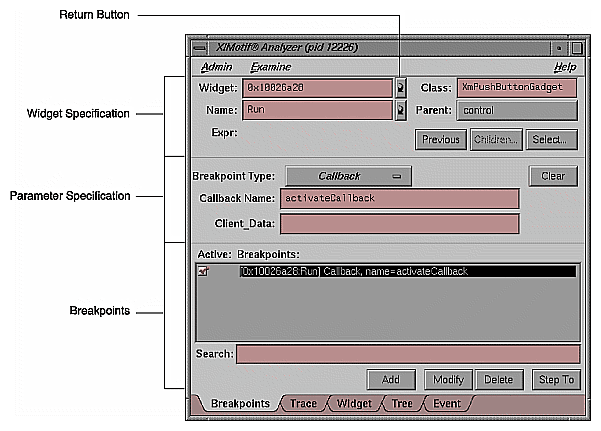 Return Button
X/Motif® Analyzer (pid 12226)
Admin Examine Help
Widget Specification
Widget: 0x10026a28 Class: XmPushButtonGadget
Name: Run Parent: control
Expr:
Previous Children... Select...
Parameter Specification
Breakpoint Type: Callback Clear
Callback Name: activateCallback
Client_Data:
Breakpoints
Active: Breakpoints:
[0x10026a28:Run] Callback, name=activateCallback
Search:
Add Modify Delete Step To
Breakpoints Trace Widget Tree Event